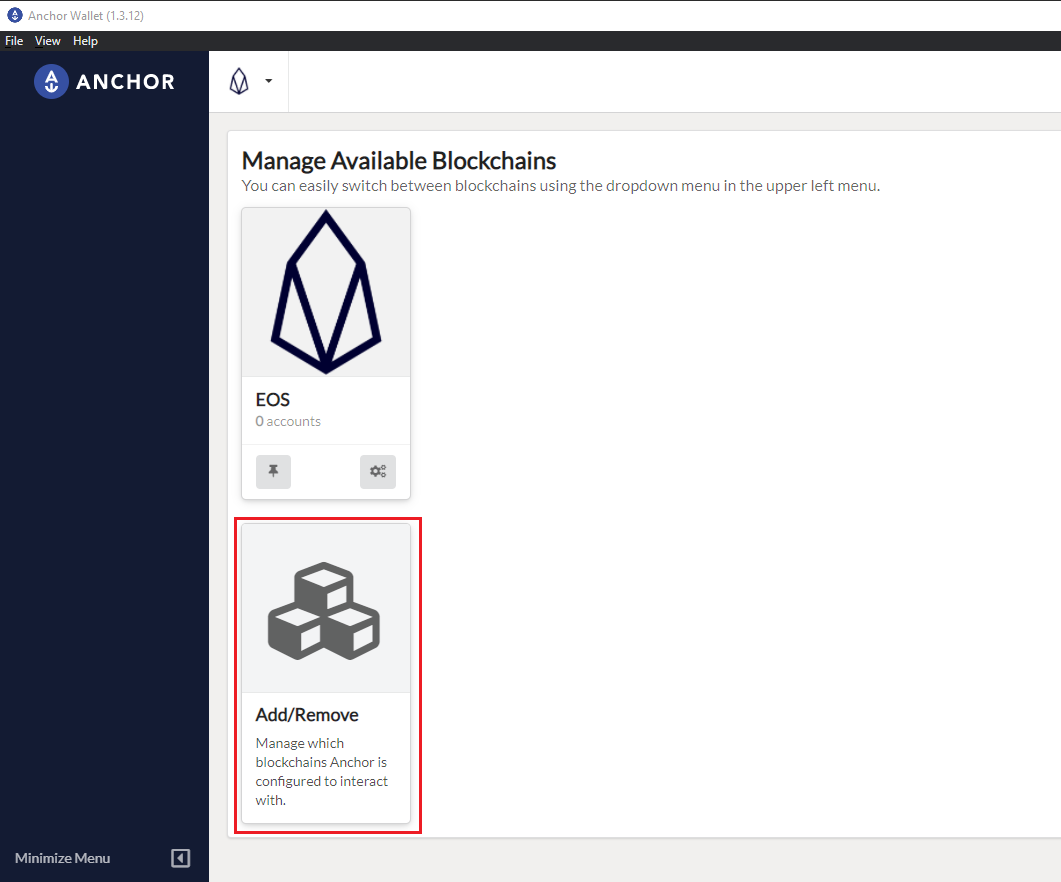 Anchor Wallet (1.3.12)
File View Help
ANCHOR
Manage Available Blockchains
You can easily switch between blockchains using the dropdown menu in the upper left menu.
EOS
0 accounts
Add/Remove
Manage which
blockchains Anchor is
configured to interact
with.
Minimize Menu